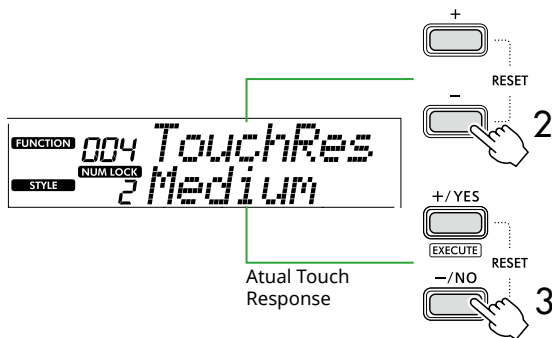 +
RESET
-
2
FUNCTION 004 TouchRes
NUM LOCK
STYLE 2 Medium
+/YES
EXECUTE
RESET
-/NO
3
Atual Touch
Response